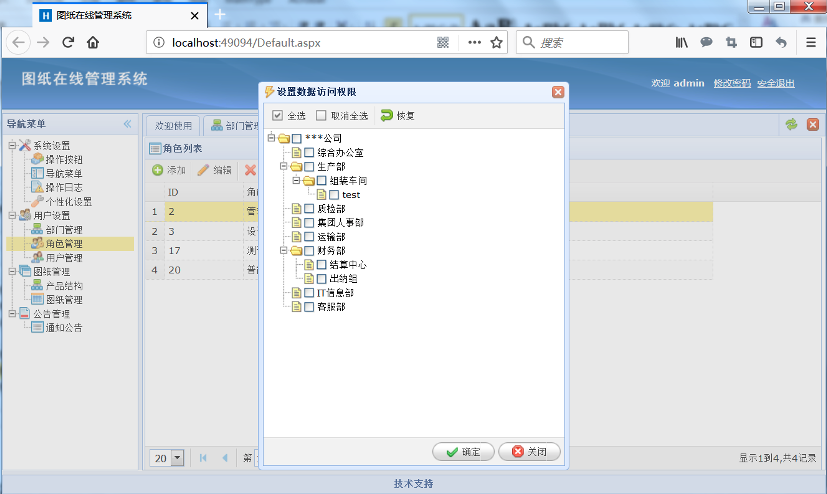 图纸在线管理系统
localhost:49094/Default.aspx
搜索
图纸在线管理系统
欢迎 admin 修改密码 安全退出
导航菜单
系统设置
操作按钮
导航菜单
操作日志
个性化设置
用户设置
部门管理
角色管理
用户管理
图纸管理
产品结构
图纸管理
公告管理
通知公告
欢迎使用
部门管理
角色列表
添加 编辑
ID
1 2
2 3
3 17
4 20
设置数据访问权限
全选 取消全选 恢复
***公司
综合办公室
生产部
组装车间
test
质检部
集团人事部
运输部
财务部
结算中心
出纳组
IT信息部
客服部
确定 关闭
20 第
显示1到4,共4记录
技术支持